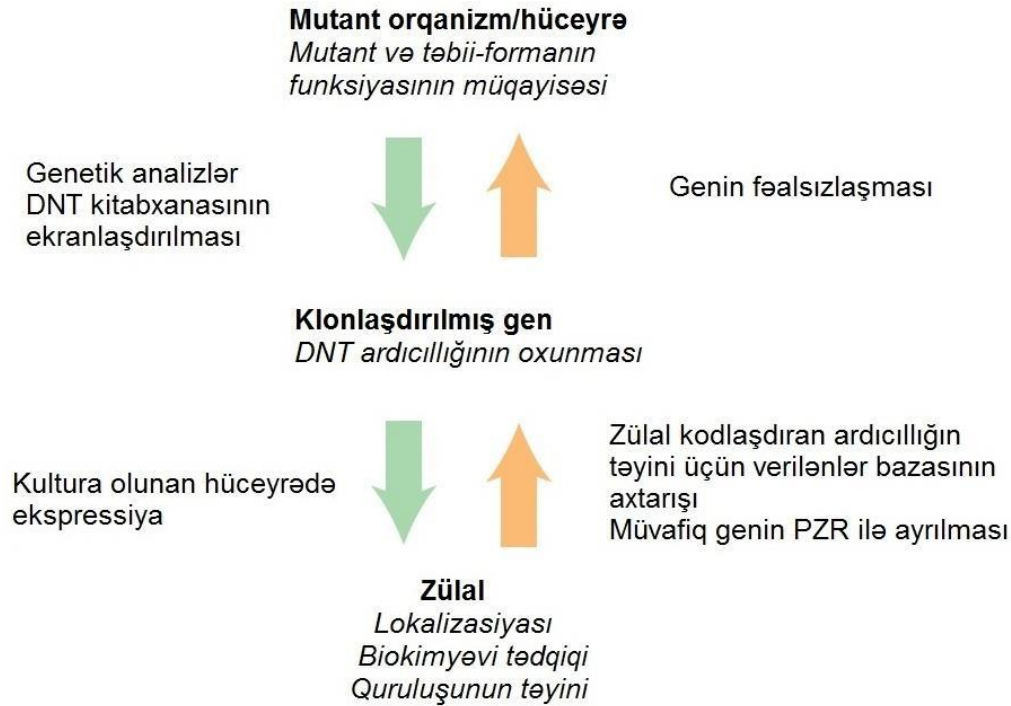 Mutant orqanizm/hüceyrə
Mutant və təbii-formanın
funksiyasının müqayisəsi
Genetik analizlər
DNT kitabxanasının
ekranlaşdırılması
Genin fəalsızlaşması
Klonlaşdırılmış gen
DNT ardıcıllığının oxunması
Kultura olunan hüceyrədə
ekspressiya
Zülal kodlaşdıran ardıcıllığın
təyini üçün verilənlər bazasının
axtarışı
Müvafiq genin PZR ilə ayrılması
Zülal
Lokalizasiyası
Biokimyəvi tədqiqi
Quruluşunun təyini